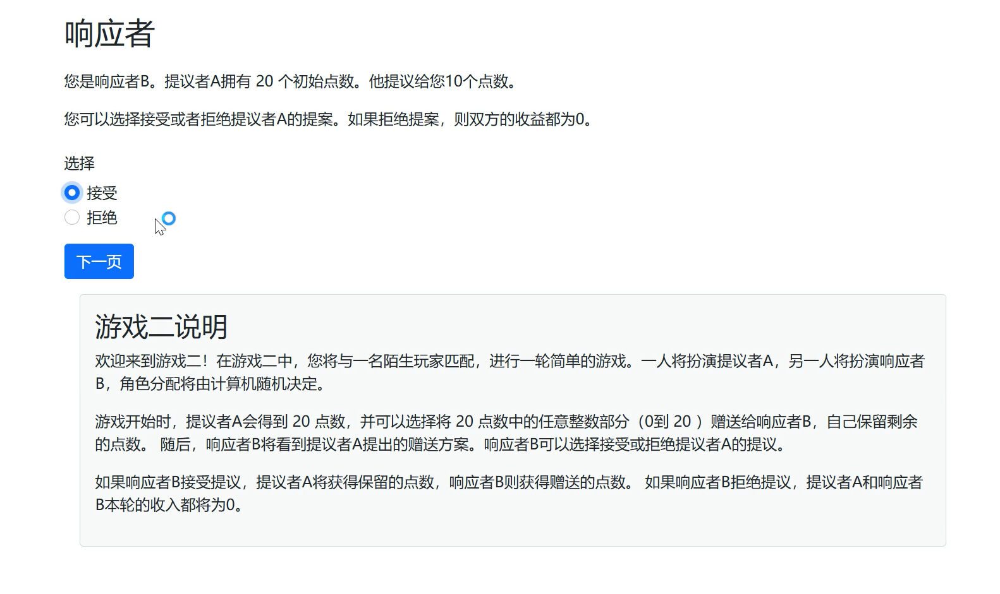 响应者
您是响应者B。提议者A拥有 20 个初始点数。他提议给您10个点数。
您可以选择接受或者拒绝提议者A的提案。如果拒绝提案，则双方的收益都为0。
选择
接受
拒绝
下一页
游戏二说明
欢迎来到游戏二！在游戏二中，您将与一名陌生玩家匹配，进行一轮简单的游戏。一人将扮演提议者A，另一人将扮演响应者
B，角色分配将由计算机随机决定。
游戏开始时，提议者A会得到 20 点数，并可以选择将 20 点数中的任意整数部分（0到 20 ）赠送给响应者B，自己保留剩余
的点数。 随后，响应者B将看到提议者A提出的赠送方案。响应者B可以选择接受或拒绝提议者A的提议。
如果响应者B接受提议，提议者A将获得保留的点数，响应者B则获得赠送的点数。 如果响应者B拒绝提议，提议者A和响应者
B本轮的收入都将为0。